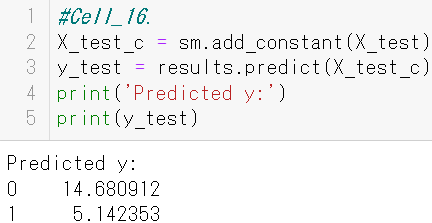 1 #Cell_16.
2 X_test_c = sm.add_constant(X_test)
3 y_test = results.predict(X_test_c)
4 print('Predicted y:')
5 print(y_test)
Predicted y:
0 14.680912
1 5.142353